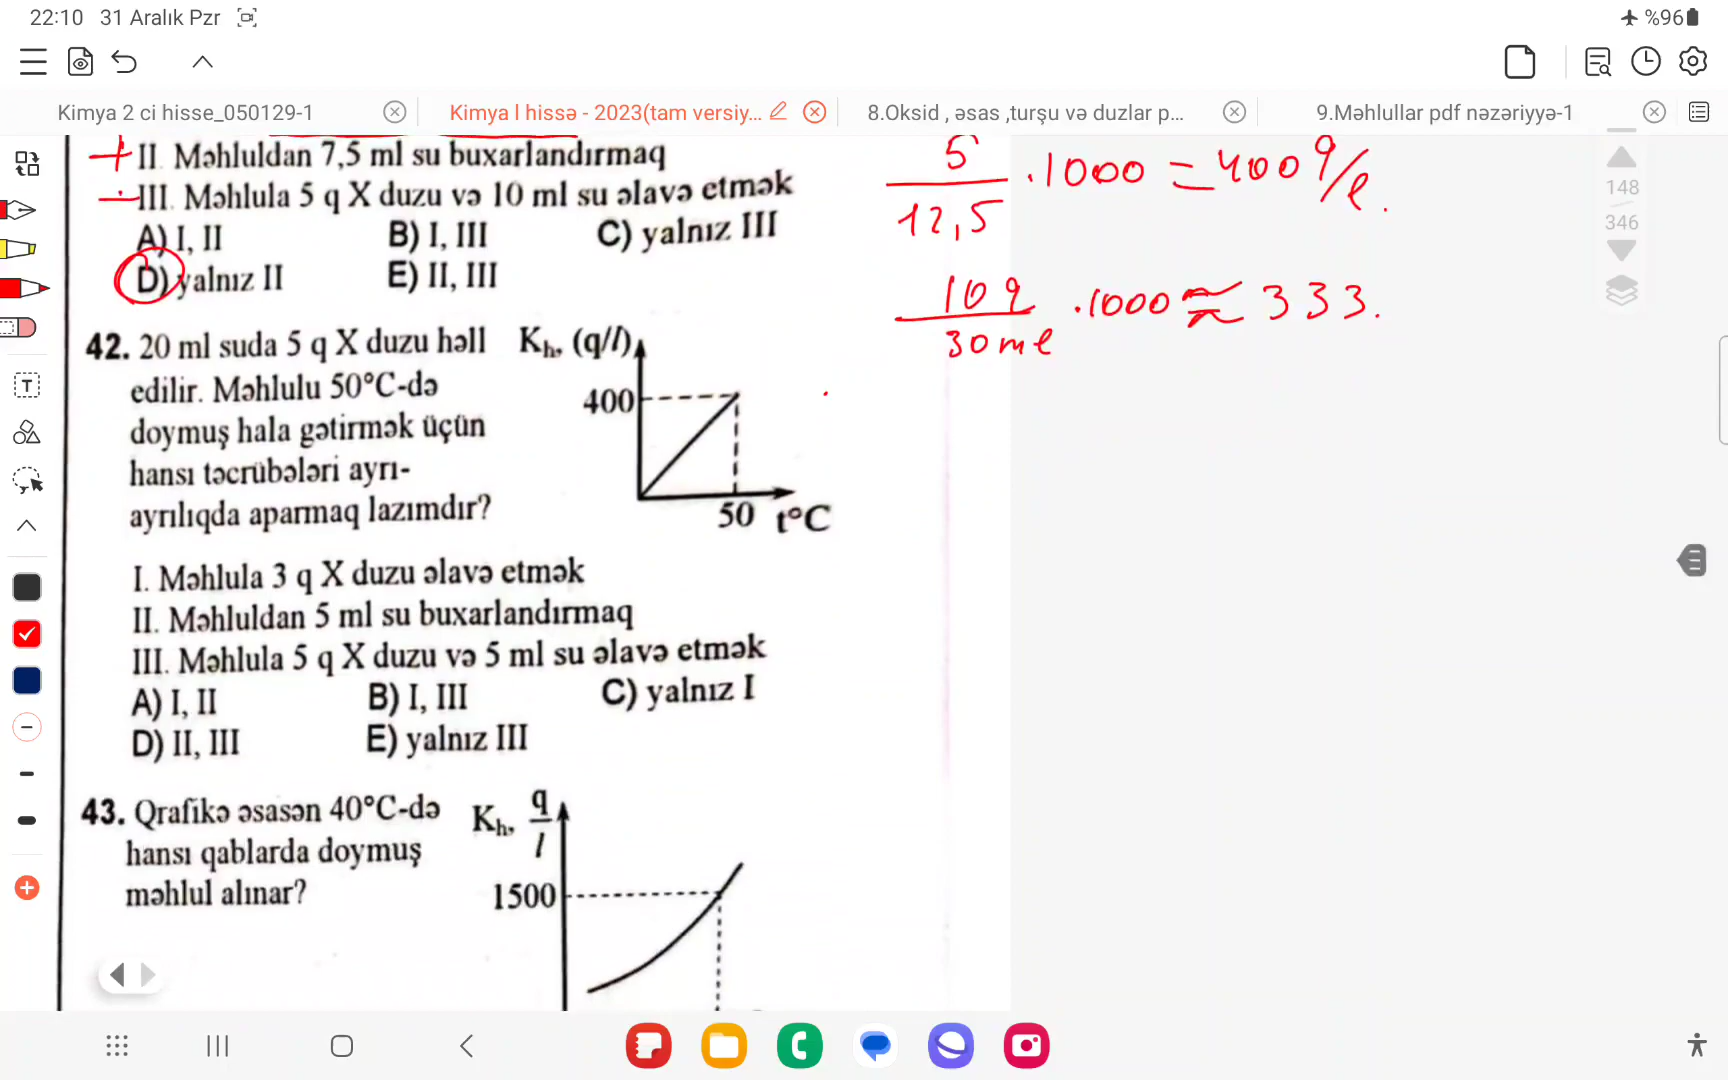 22:10 31 Aralık Pzr %96
Kimya 2 ci hisse_050129-1 Kimya I hissə - 2023(tam versiy... 8.Oksid , əsas ,turşu və duzlar p... 9.Məhlullar pdf nəzəriyyə-1
II. Məhluldan 7,5 ml su buxarlandırmaq
III. Məhlula 5 q X duzu və 10 ml su əlavə etmək
A) I, II B) I, III C) yalnız III
D) yalnız II E) II, III
5/12,5 .1000 = 400 q/l.
10q/30ml .1000 ≈ 333.
148
346
42. 20 ml suda 5 q X duzu həll
edilir. Məhlulu 50°C-də
doymuş hala gətirmək üçün
hansı təcrübələri ayrı-
ayrılıqda aparmaq lazımdır?
Kh, (q/l)
400
50 t°C
I. Məhlula 3 q X duzu əlavə etmək
II. Məhluldan 5 ml su buxarlandırmaq
III. Məhlula 5 q X duzu və 5 ml su əlavə etmək
A) I, II B) I, III C) yalnız I
D) II, III E) yalnız III
43. Qrafikə əsasən 40°C-də
hansı qablarda doymuş
məhlul alınar?
Kh, q/l
1500